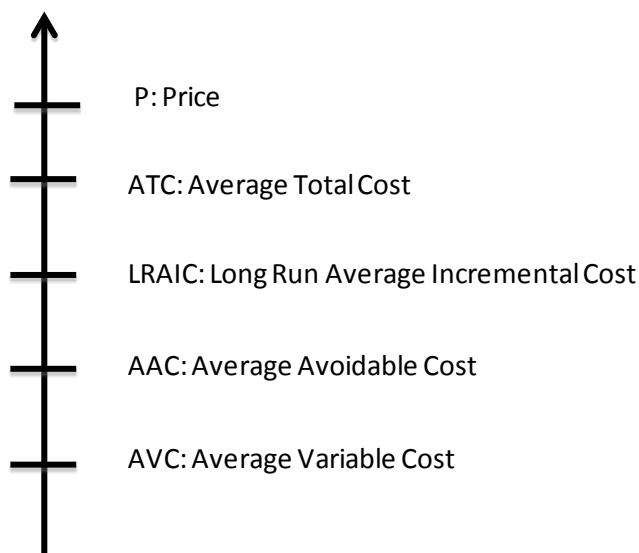 P: Price
ATC: Average Total Cost
LRAIC: Long Run Average Incremental Cost
AAC: Average Avoidable Cost
AVC: Average Variable Cost